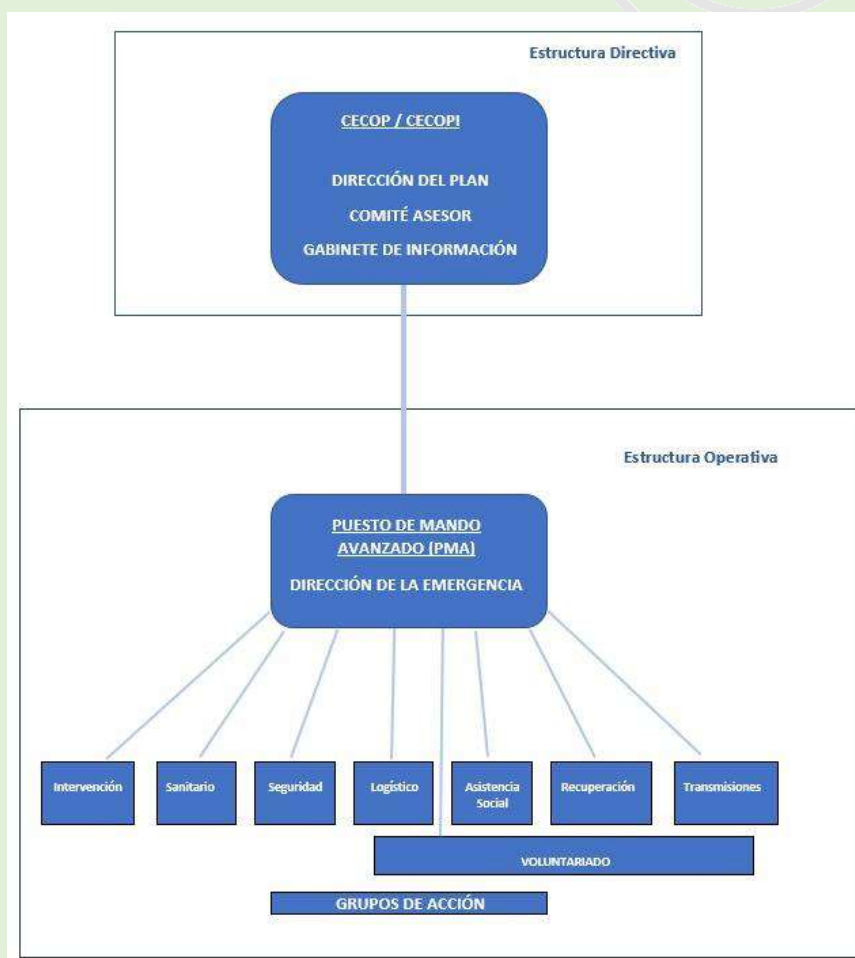 Estructura Directiva
CECOP / CECOPI
DIRECCIÓN DEL PLAN
COMITÉ ASESOR
GABINETE DE INFORMACIÓN
Estructura Operativa
PUESTO DE MANDO
AVANZADO (PMA)
DIRECCIÓN DE LA EMERGENCIA
Intervención
Sanitario
Seguridad
Logístico
Asistencia
Social
Recuperación
Transmisiones
VOLUNTARIADO
GRUPOS DE ACCIÓN